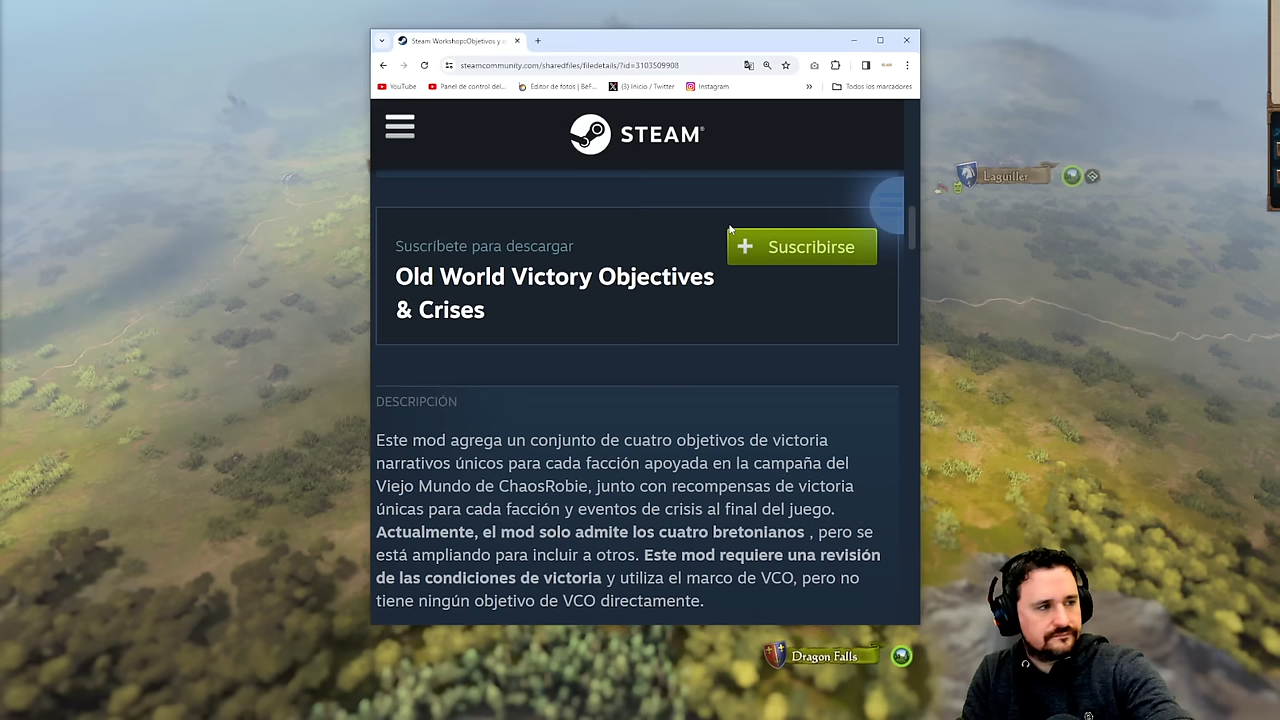 Steam Workshop::Objetivos y c
steamcommunity.com/sharedfiles/filedetails/?id=3103509908
YouTube
Panel de control del...
Editor de fotos | BeF...
(3) Inicio / Twitter
Instagram
»
Todos los marcadores
STEAM®
Laguiller
Suscríbete para descargar
+ Suscribirse
Old World Victory Objectives
& Crises
DESCRIPCIÓN
Este mod agrega un conjunto de cuatro objetivos de victoria
narrativos únicos para cada facción apoyada en la campaña del
Viejo Mundo de ChaosRobie, junto con recompensas de victoria
únicas para cada facción y eventos de crisis al final del juego.
Actualmente, el mod solo admite los cuatro bretonianos , pero se
está ampliando para incluir a otros. Este mod requiere una revisión
de las condiciones de victoria y utiliza el marco de VCO, pero no
tiene ningún objetivo de VCO directamente.
Dragon Falls